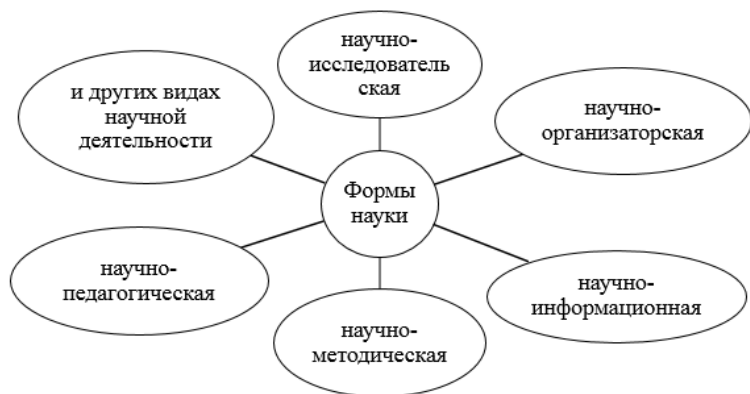 научно-
исследователь
ская
и других видах
научной
деятельности
научно-
организаторская
Формы
науки
научно-
педагогическая
научно-
информационная
научно-
методическая